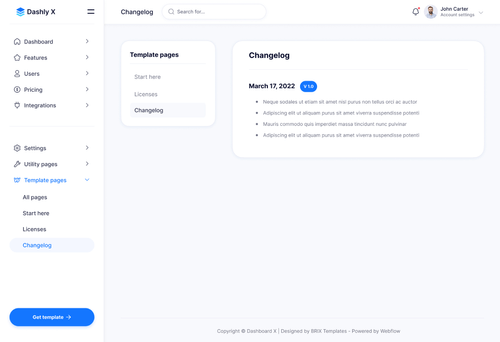 Dashly X
Changelog
Search for...
John Carter
Account settings
Dashboard
Features
Users
Pricing
Integrations
Settings
Utility pages
Template pages
All pages
Start here
Licenses
Changelog
Get template
Template pages
Start here
Licenses
Changelog
Changelog
March 17, 2022 V 1.0
Neque sodales ut etiam sit amet nisl purus non tellus orci ac auctor
Adipiscing elit ut aliquam purus sit amet viverra suspendisse potenti
Mauris commodo quis imperdiet massa tincidunt nunc pulvinar
Adipiscing elit ut aliquam purus sit amet viverra suspendisse potenti
Copyright © Dashboard X | Designed by BRIX Templates - Powered by Webflow